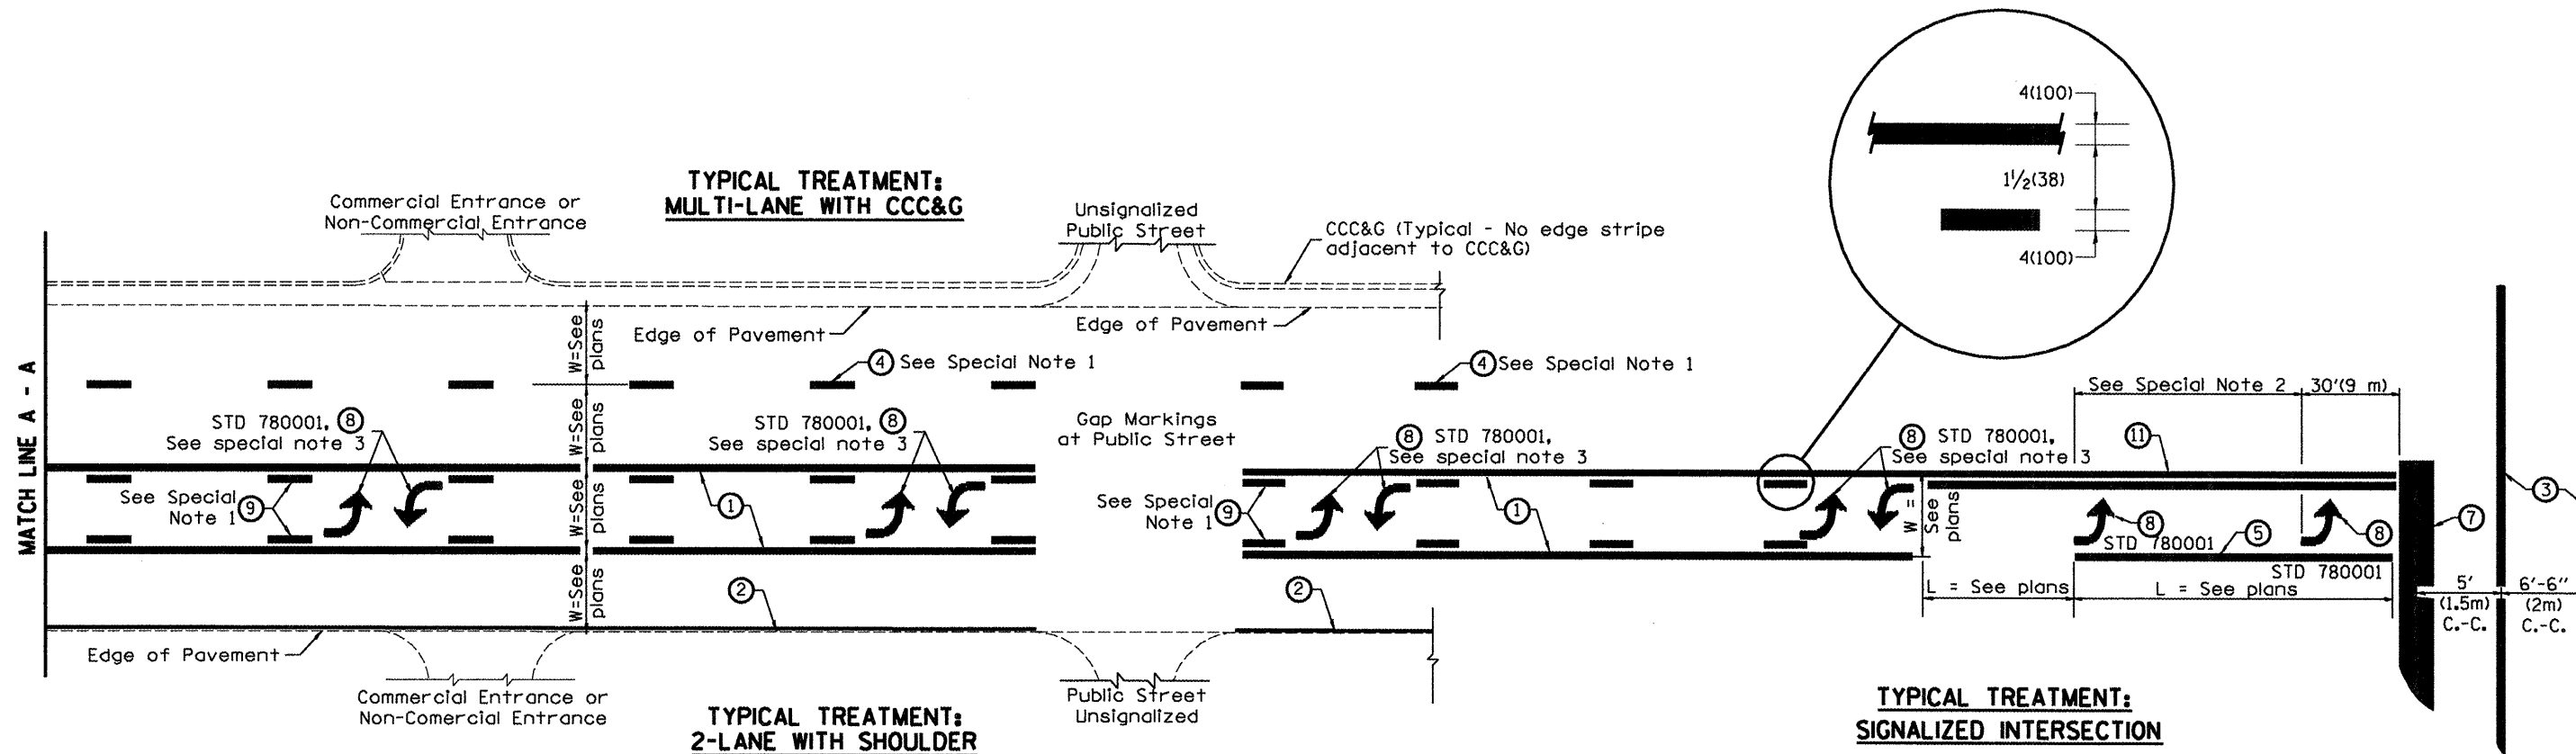 TYPICAL TREATMENT:
MULTI-LANE WITH CCC&G
Commercial Entrance or
Non-Commercial Entrance
Unsignalized
Public Street
CCC&G (Typical - No edge stripe
adjacent to CCC&G)
4(100)
1½(38)
4(100)
MATCH LINE A - A
W=See
plans
Edge of Pavement
Edge of Pavement
4 See Special Note 1
4 See Special Note 1
W=See
plans
STD 780001, 8
See special note 3
STD 780001, 8
See special note 3
Gap Markings
at Public Street
8 STD 780001,
See special note 3
8 STD 780001,
See special note 3
See Special Note 2
30'(9 m)
11
See Special
Note 1 9
W=See
plans
1
See Special
Note 1 9
1
W =
See
plans
8
STD 780001
5
8
STD 780001
7
3
W=See
plans
2
2
L = See plans
L = See plans
5'
(1.5m)
C.-C.
6'-6"
(2m)
C.-C.
Edge of Pavement
Commercial Entrance or
Non-Comercial Entrance
Public Street
Unsignalized
TYPICAL TREATMENT:
2-LANE WITH SHOULDER
TYPICAL TREATMENT:
SIGNALIZED INTERSECTION